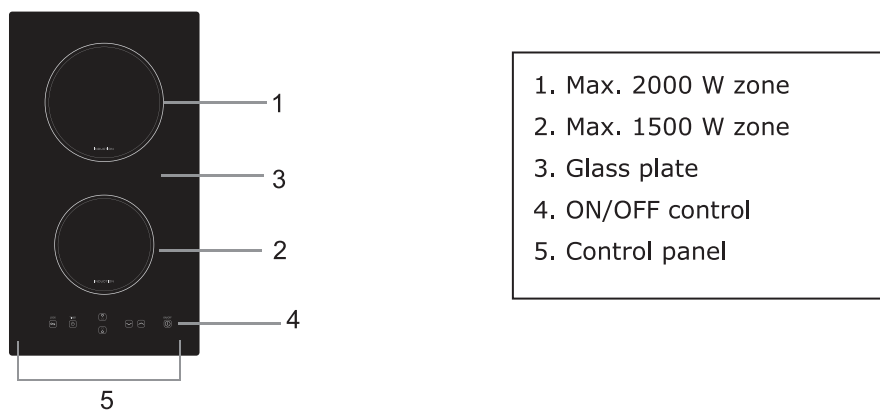 1
3
2
4
5
1. Max. 2000 W zone
2. Max. 1500 W zone
3. Glass plate
4. ON/OFF control
5. Control panel